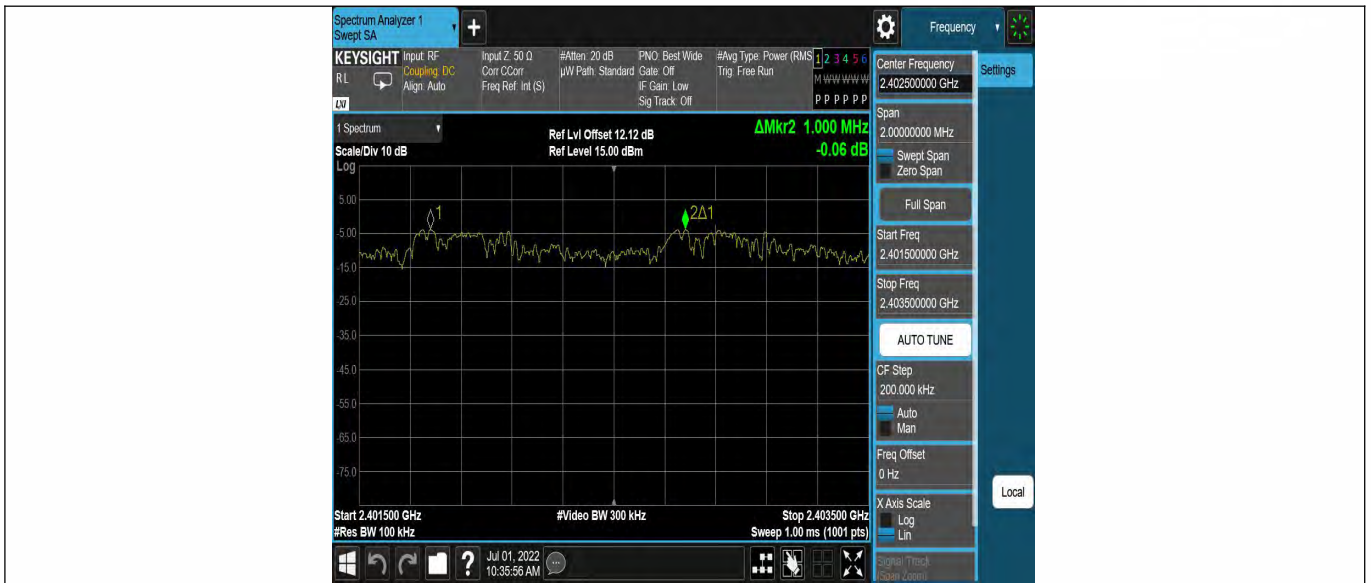 Spectrum Analyzer 1
Swept SA
+
Frequency
KEYSIGHT
RL
LXI
Input: RF
Coupling: DC
Align: Auto
Input Z: 50 Ω
Corr CCorr
Freq Ref: Int (S)
#Atten: 20 dB
µW Path: Standard
PNO: Best Wide
Gate: Off
IF Gain: Low
Sig Track: Off
#Avg Type: Power (RMS
Trig: Free Run
1 2 3 4 5 6
M W W W W W
P P P P P P
Center Frequency
2.402500000 GHz
Settings
Span
2.00000000 MHz
Swept Span
Zero Span
Full Span
Start Freq
2.401500000 GHz
Stop Freq
2.403500000 GHz
AUTO TUNE
CF Step
200.000 kHz
Auto
Man
Freq Offset
0 Hz
X Axis Scale
Log
Lin
Signal Track
(Span Zoom)
Local
1 Spectrum
Scale/Div 10 dB
Log
Ref Lvl Offset 12.12 dB
Ref Level 15.00 dBm
ΔMkr2 1.000 MHz
-0.06 dB
1
2Δ1
5.00
-5.00
-15.0
-25.0
-35.0
-45.0
-55.0
-65.0
-75.0
Start 2.401500 GHz
#Res BW 100 kHz
#Video BW 300 kHz
Stop 2.403500 GHz
Sweep 1.00 ms (1001 pts)
?
Jul 01, 2022
10:35:56 AM